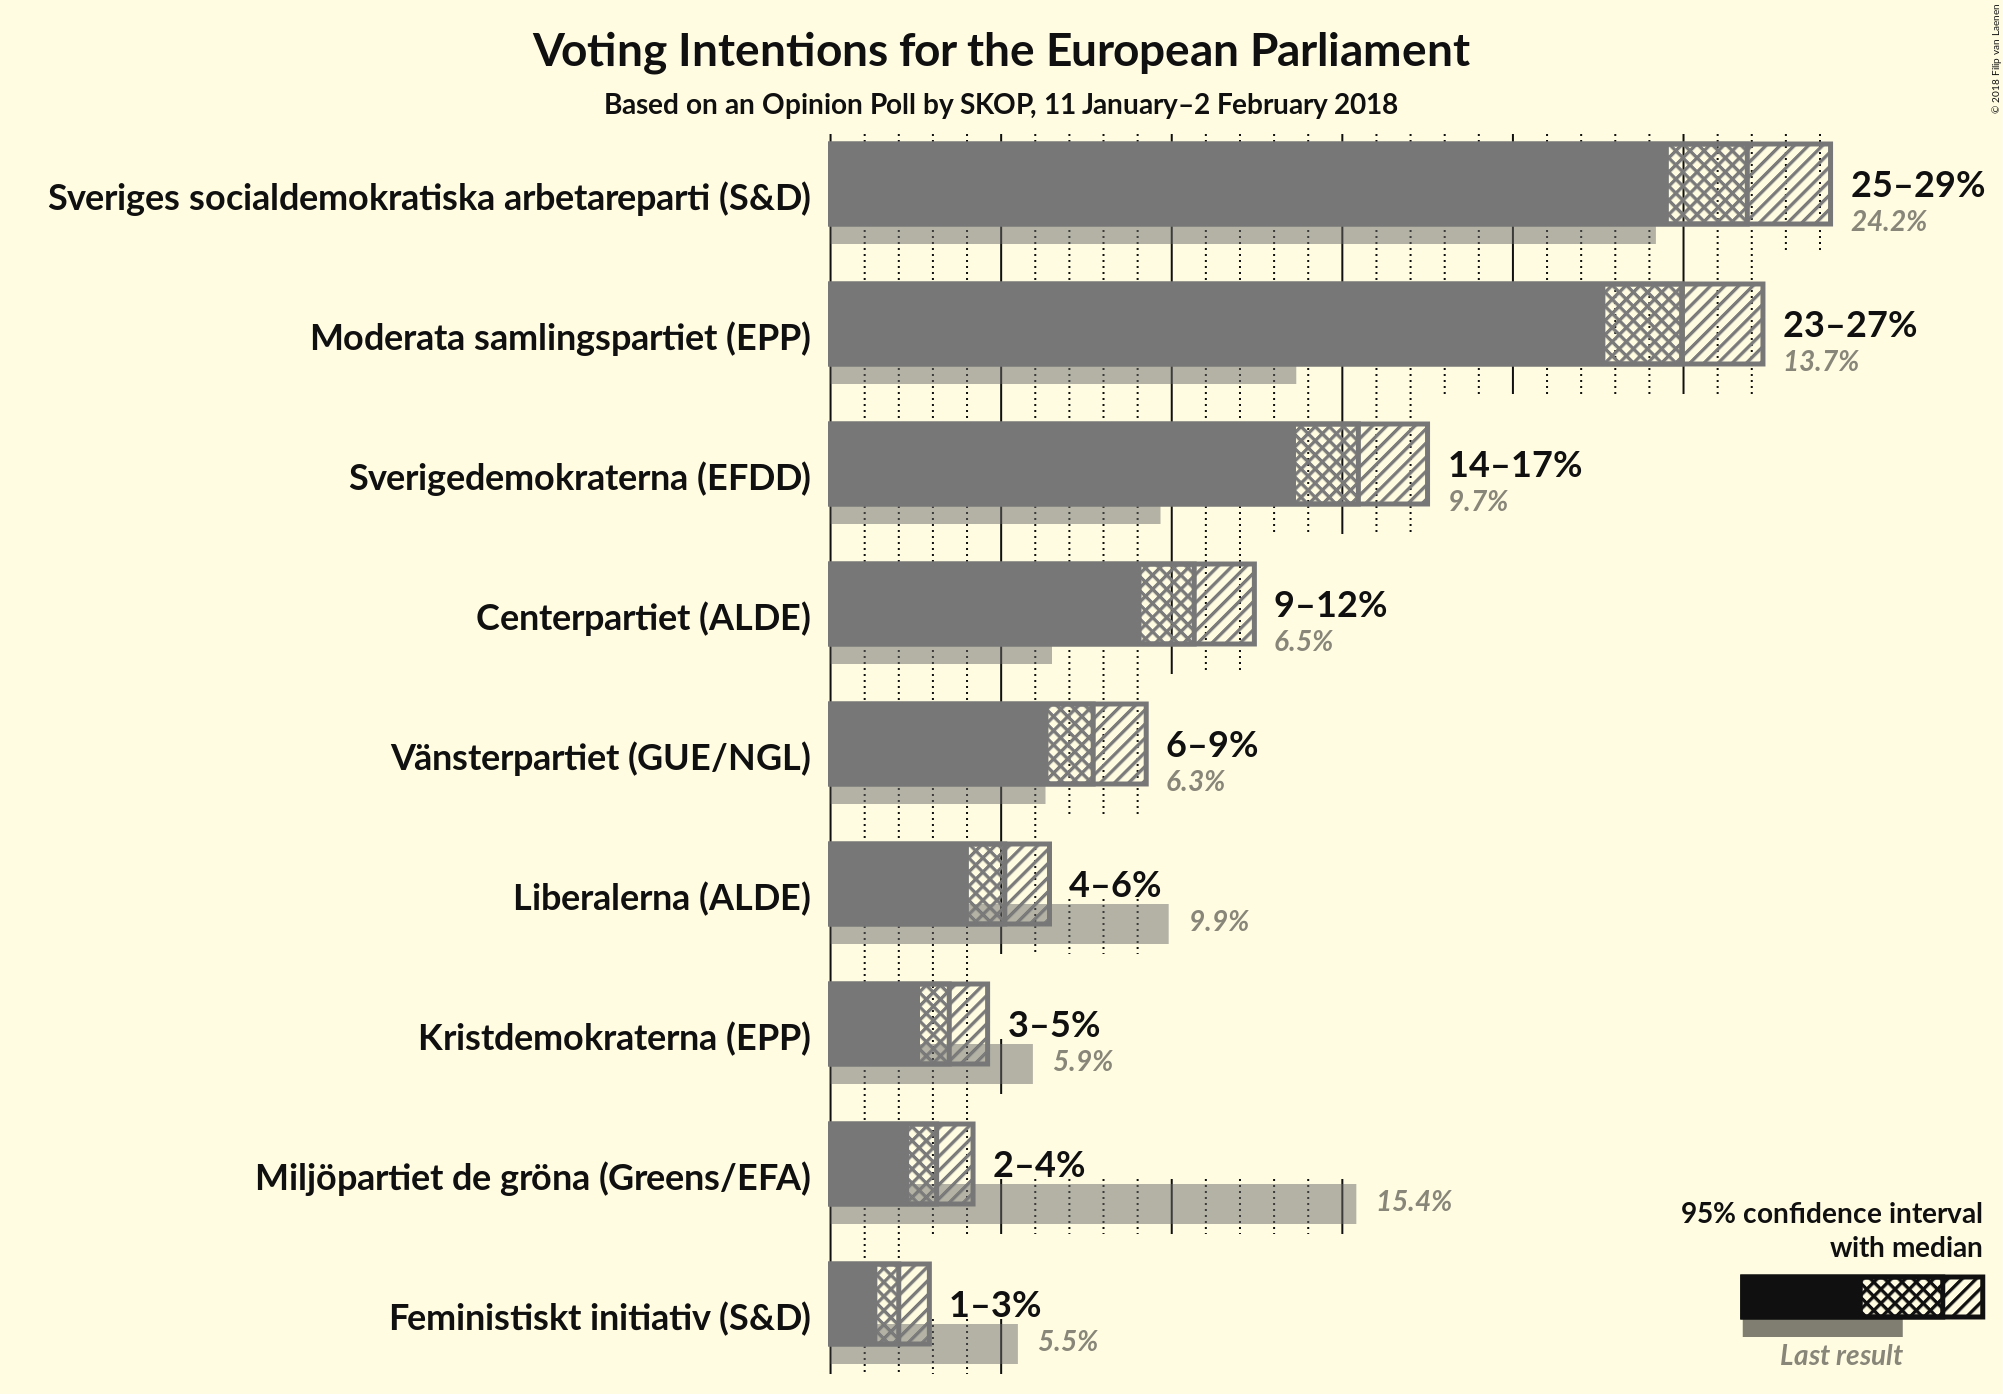 Voting Intentions for the European Parliament
Based on an Opinion Poll by SKOP, 11 January–2 February 2018
© 2018 Filip van Laenen
Sveriges socialdemokratiska arbetareparti (S&D)
25–29%
24.2%
Moderata samlingspartiet (EPP)
23–27%
13.7%
Sverigedemokraterna (EFDD)
14–17%
9.7%
Centerpartiet (ALDE)
9–12%
6.5%
Vänsterpartiet (GUE/NGL)
6–9%
6.3%
Liberalerna (ALDE)
4–6%
9.9%
Kristdemokraterna (EPP)
3–5%
5.9%
Miljöpartiet de gröna (Greens/EFA)
2–4%
15.4%
Feministiskt initiativ (S&D)
1–3%
5.5%
95% confidence interval
with median
Last result